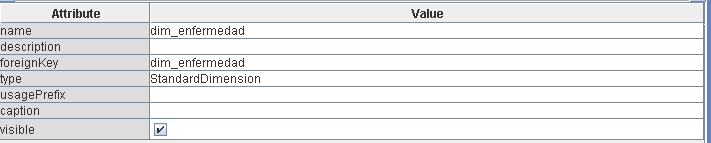 Attribute Value
name dim_enfermedad
description
foreignKey dim_enfermedad
type StandardDimension
usagePrefix
caption
visible